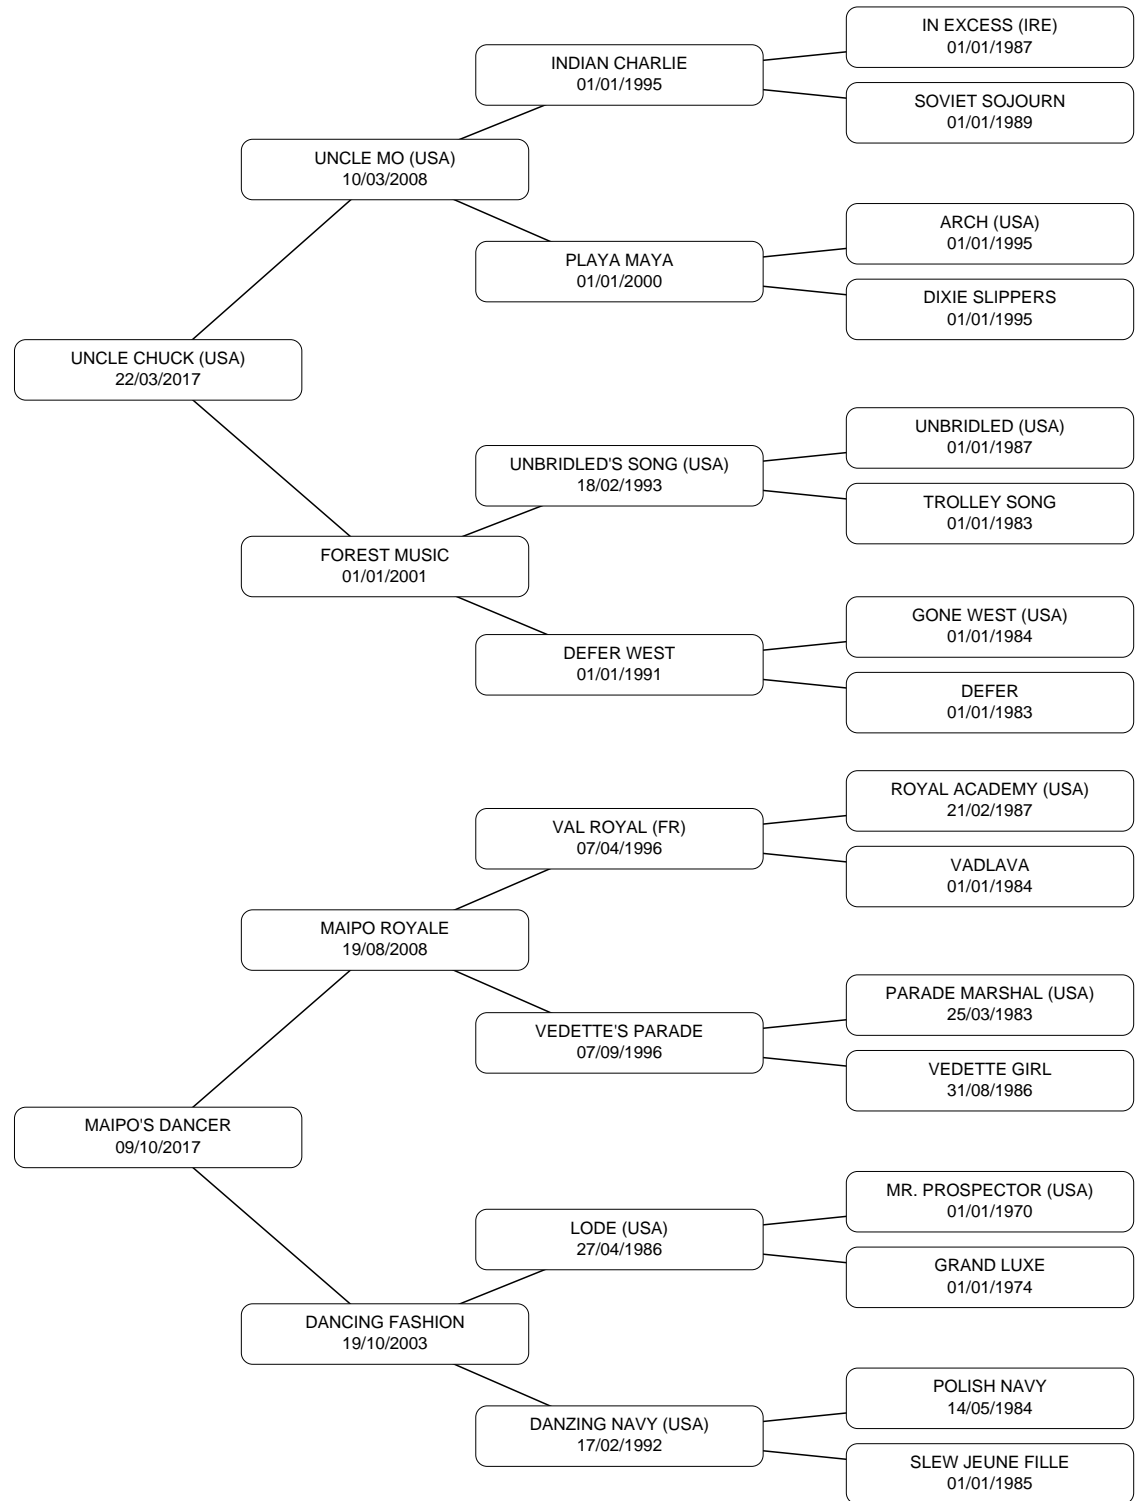 IN EXCESS (IRE)
01/01/1987
INDIAN CHARLIE
01/01/1995
SOVIET SOJOURN
01/01/1989
UNCLE MO (USA)
10/03/2008
ARCH (USA)
01/01/1995
PLAYA MAYA
01/01/2000
DIXIE SLIPPERS
01/01/1995
UNCLE CHUCK (USA)
22/03/2017
UNBRIDLED (USA)
01/01/1987
UNBRIDLED'S SONG (USA)
18/02/1993
TROLLEY SONG
01/01/1983
FOREST MUSIC
01/01/2001
GONE WEST (USA)
01/01/1984
DEFER WEST
01/01/1991
DEFER
01/01/1983
ROYAL ACADEMY (USA)
21/02/1987
VAL ROYAL (FR)
07/04/1996
VADLAVA
01/01/1984
MAIPO ROYALE
19/08/2008
PARADE MARSHAL (USA)
25/03/1983
VEDETTE'S PARADE
07/09/1996
VEDETTE GIRL
31/08/1986
MAIPO'S DANCER
09/10/2017
MR. PROSPECTOR (USA)
01/01/1970
LODE (USA)
27/04/1986
GRAND LUXE
01/01/1974
DANCING FASHION
19/10/2003
POLISH NAVY
14/05/1984
DANZING NAVY (USA)
17/02/1992
SLEW JEUNE FILLE
01/01/1985